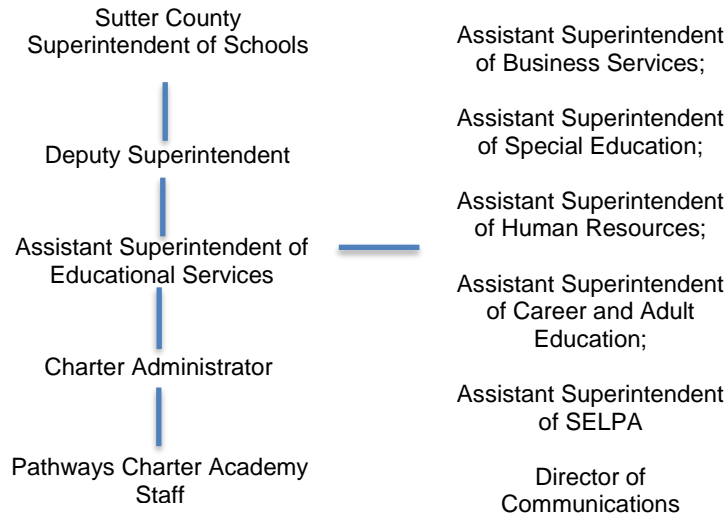 Sutter County
Superintendent of Schools
Deputy Superintendent
Assistant Superintendent of
Educational Services
Charter Administrator
Pathways Charter Academy
Staff
Assistant Superintendent
of Business Services;
Assistant Superintendent
of Special Education;
Assistant Superintendent
of Human Resources;
Assistant Superintendent
of Career and Adult
Education;
Assistant Superintendent
of SELPA
Director of
Communications